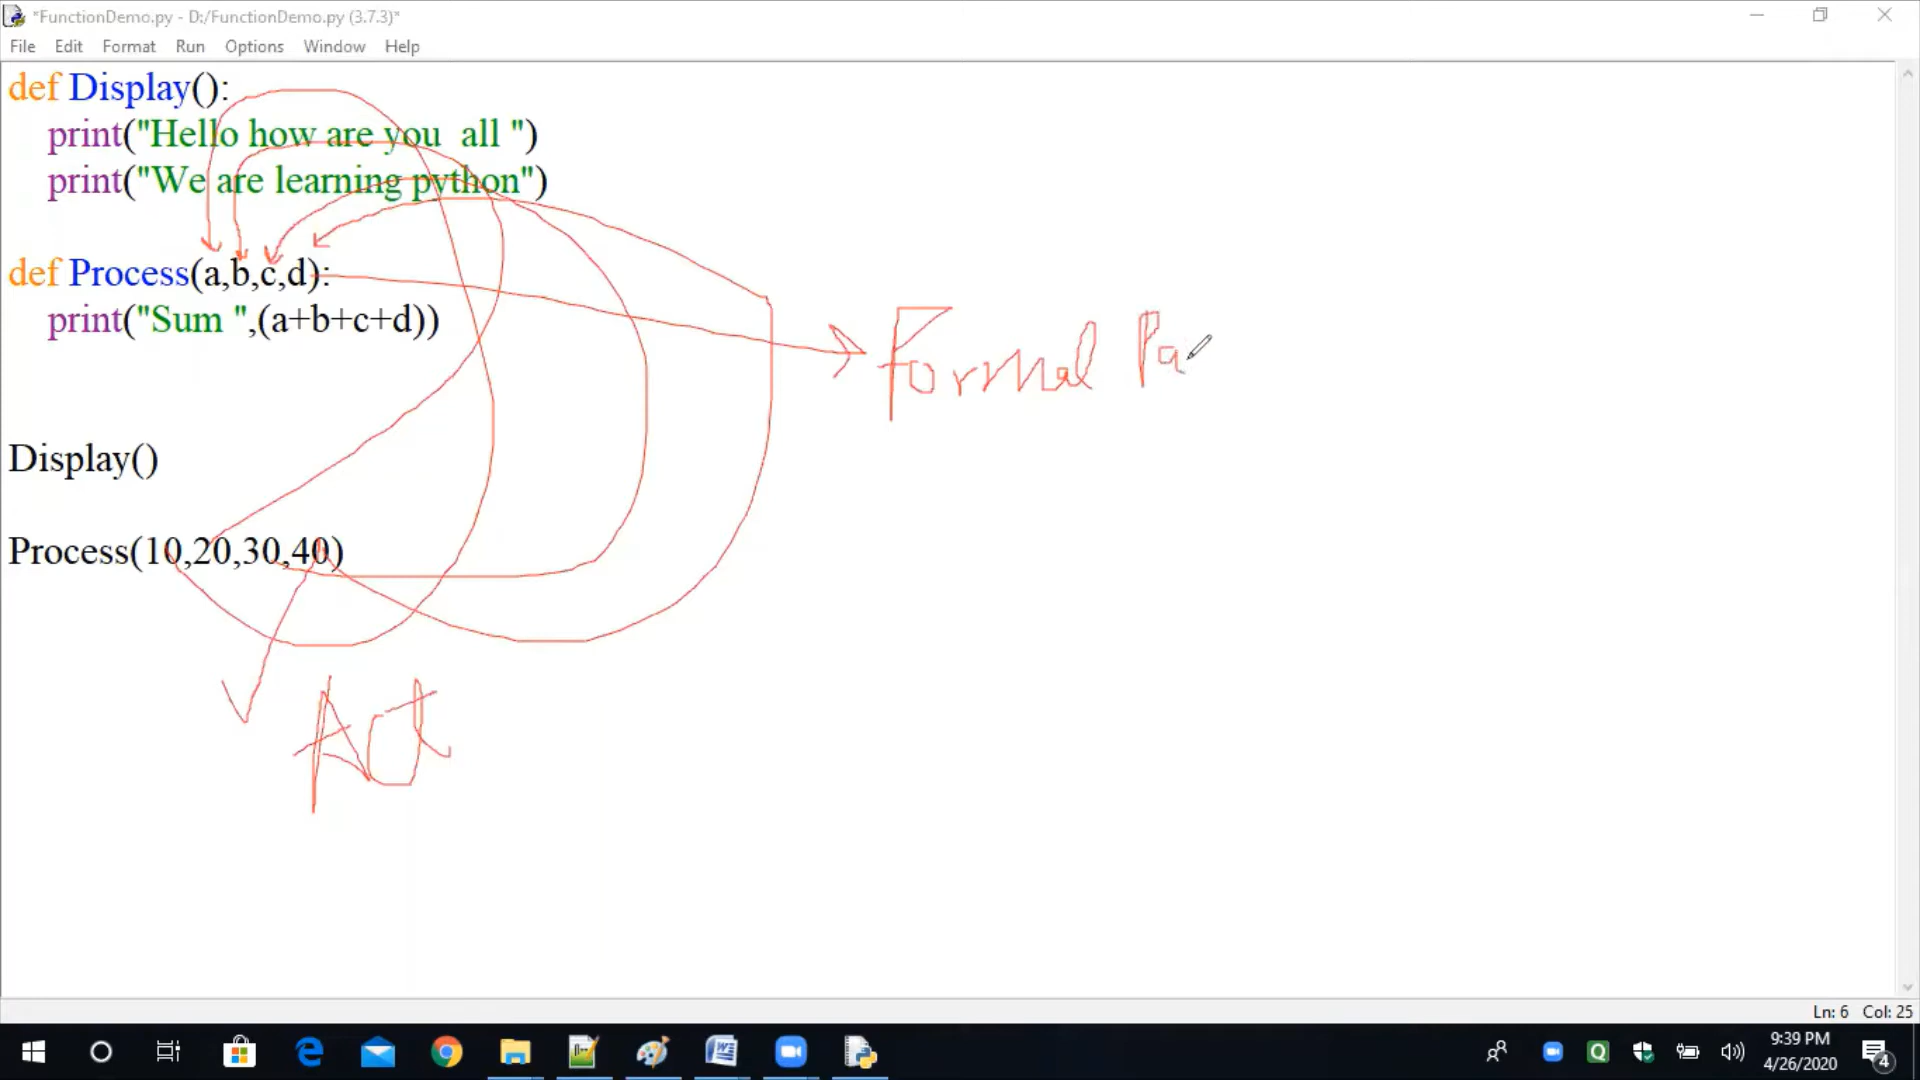 *FunctionDemo.py - D:/FunctionDemo.py (3.7.3)*
File Edit Format Run Options Window Help
def Display():
print("Hello how are you  all ")
print("We are learning python")
def Process(a,b,c,d):
print("Sum ",(a+b+c+d))
Formal Pa
Display()
Process(10,20,30,40)
Act
Ln: 6 Col: 25
9:39 PM
4/26/2020
4